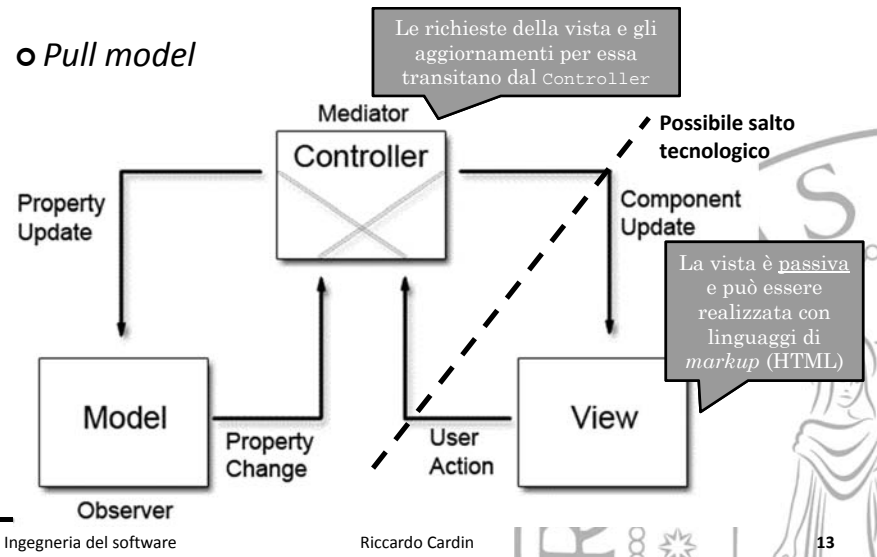 Pull model
Le richieste della vista e gli
aggiornamenti per essa
transitano dal Controller
Mediator
Controller
Possibile salto
tecnologico
Property
Update
Component
Update
La vista è passiva
e può essere
realizzata con
linguaggi di
markup (HTML)
Model
Property
Change
User
Action
View
Observer
Ingegneria del software
Riccardo Cardin
13